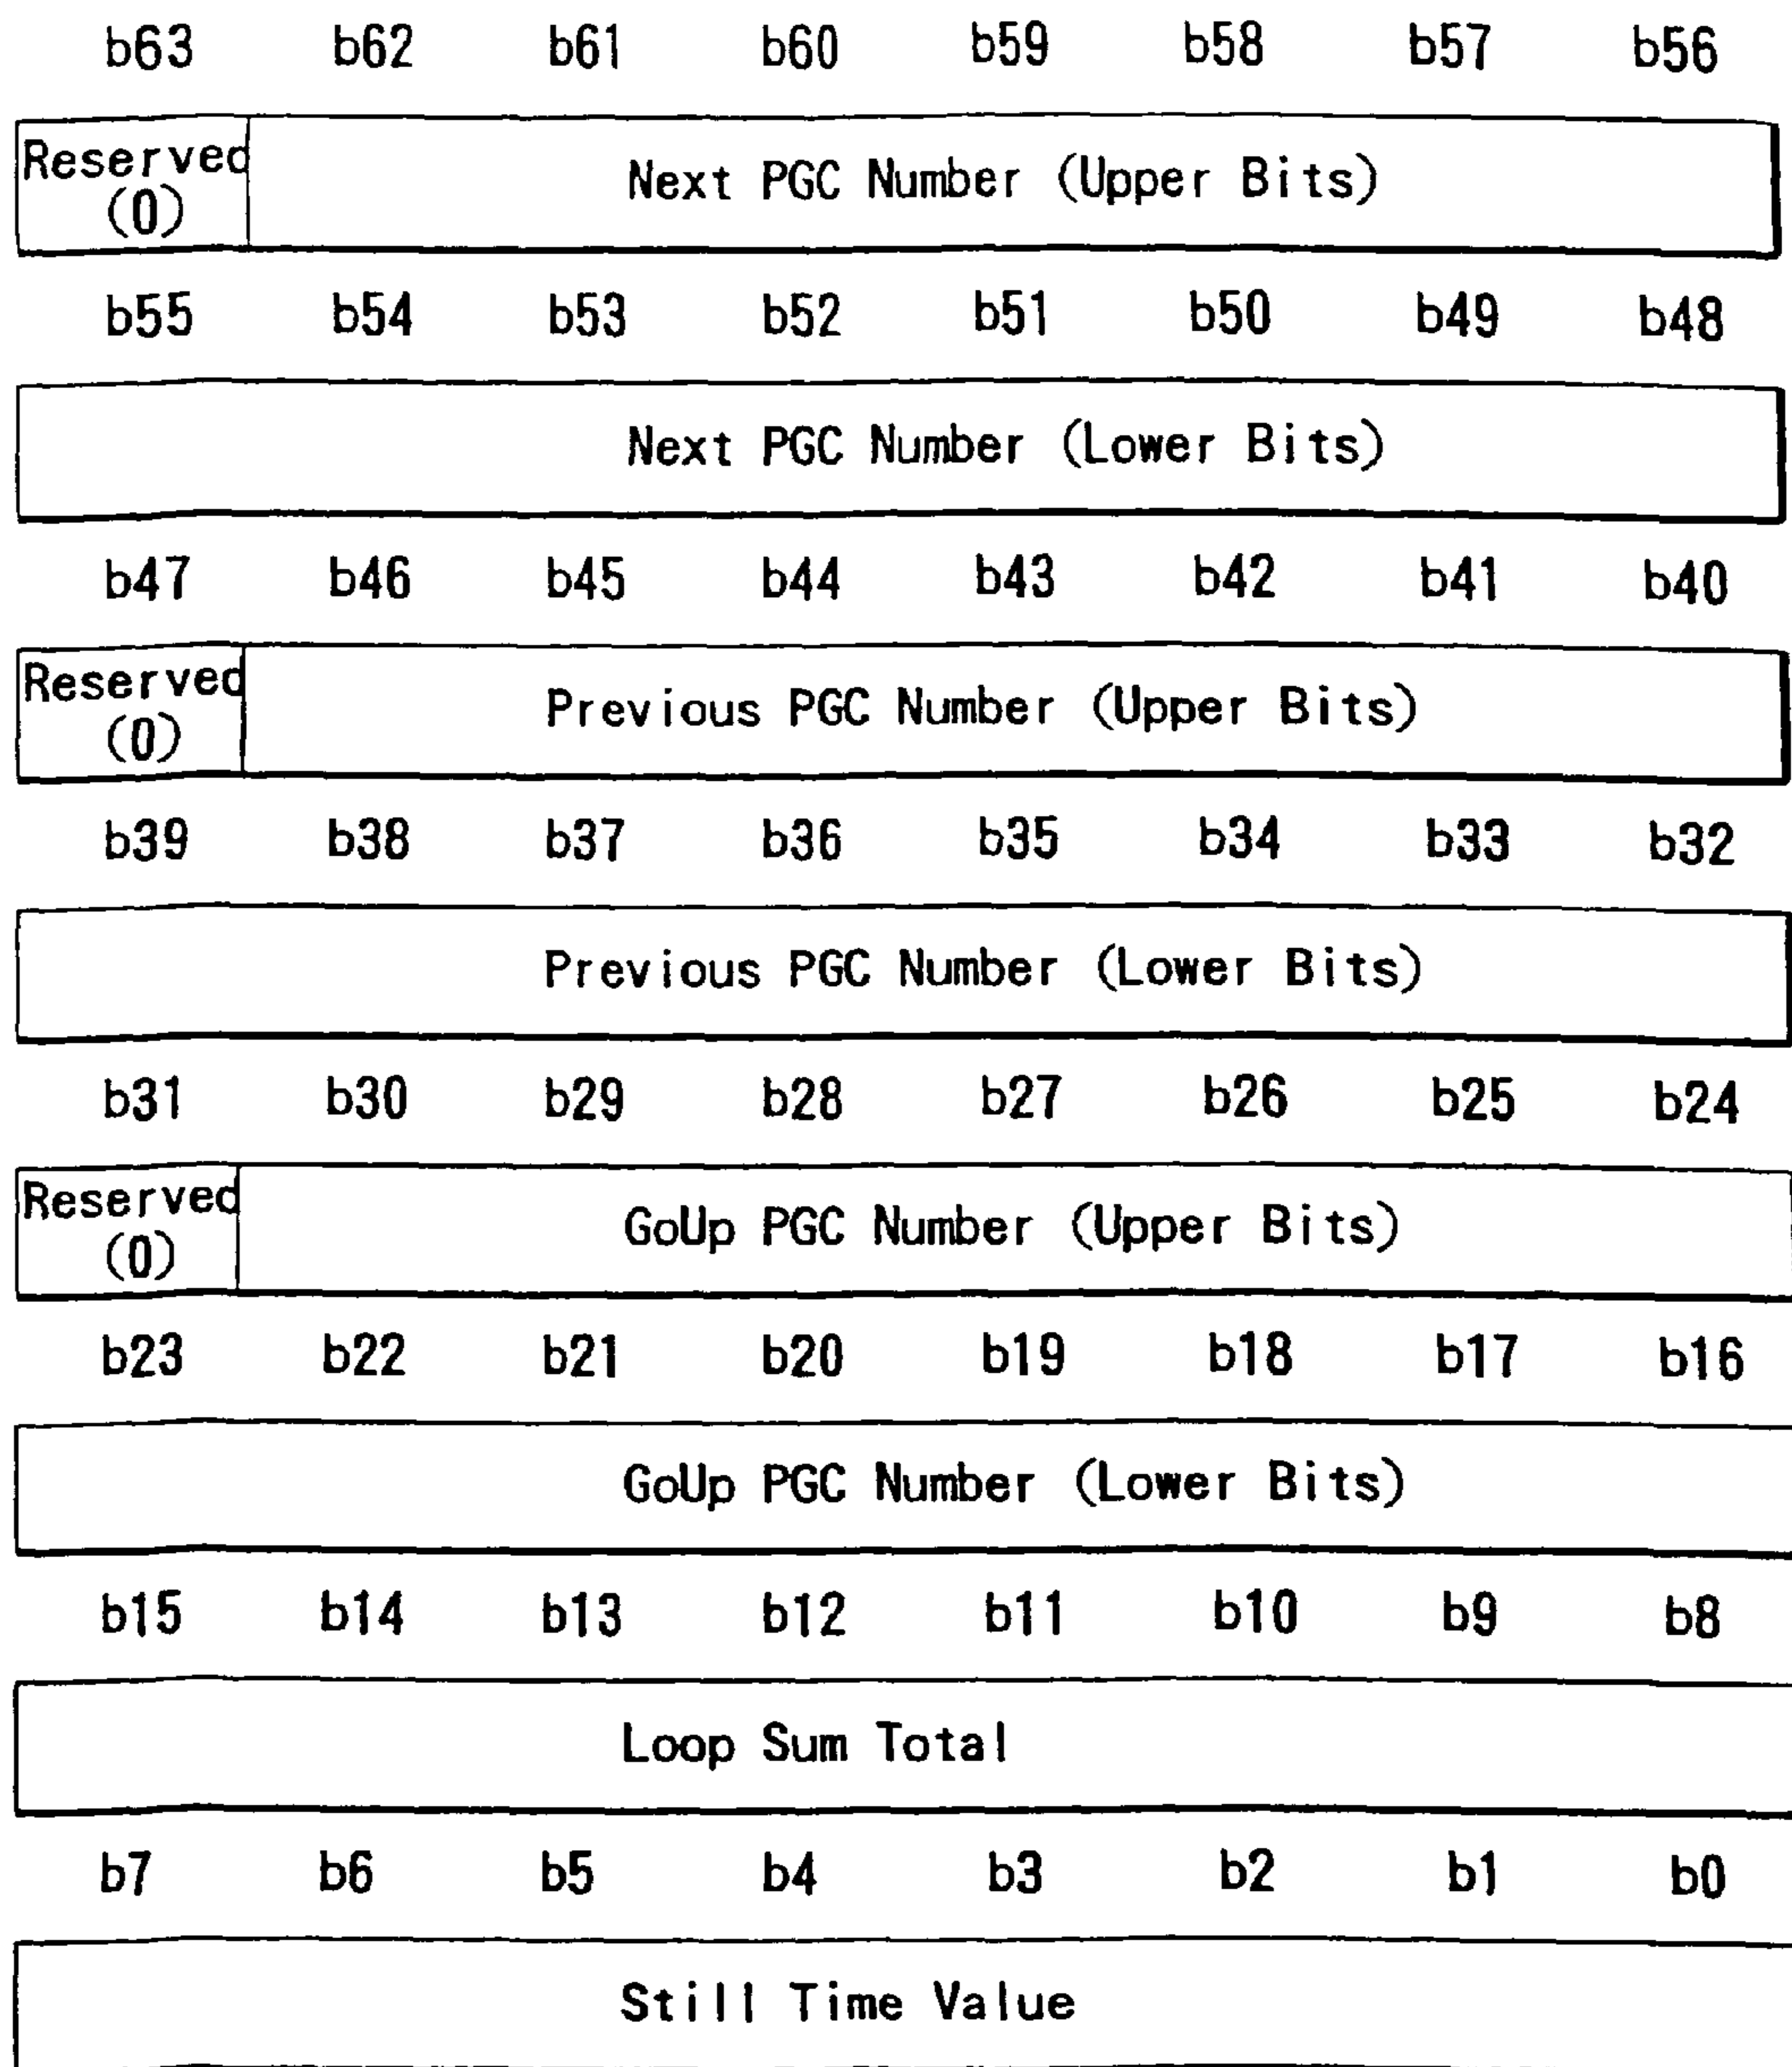 b63 b62 b61 b60 b59 b58 b57 b56
Reserved
(0)
Next PGC Number (Upper Bits)
b55 b54 b53 b52 b51 b50 b49 b48
Next PGC Number (Lower Bits)
b47 b46 b45 b44 b43 b42 b41 b40
Reserved
(0)
Previous PGC Number (Upper Bits)
b39 b38 b37 b36 b35 b34 b33 b32
Previous PGC Number (Lower Bits)
b31 b30 b29 b28 b27 b26 b25 b24
Reserved
(0)
GoUp PGC Number (Upper Bits)
b23 b22 b21 b20 b19 b18 b17 b16
GoUp PGC Number (Lower Bits)
b15 b14 b13 b12 b11 b10 b9 b8
Loop Sum Total
b7 b6 b5 b4 b3 b2 b1 b0
Still Time Value